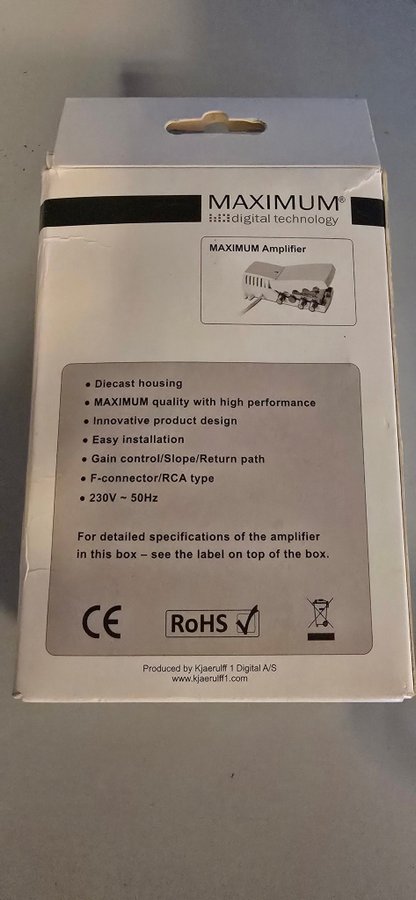 MAXIMUM®
digital technology
MAXIMUM Amplifier
• Diecast housing
• MAXIMUM quality with high performance
• Innovative product design
• Easy installation
• Gain control/Slope/Return path
• F-connector/RCA type
• 230V ~ 50Hz
For detailed specifications of the amplifier
in this box – see the label on top of the box.
CE
RoHS
Produced by Kjaerulff 1 Digital A/S
www.kjaerulff1.com